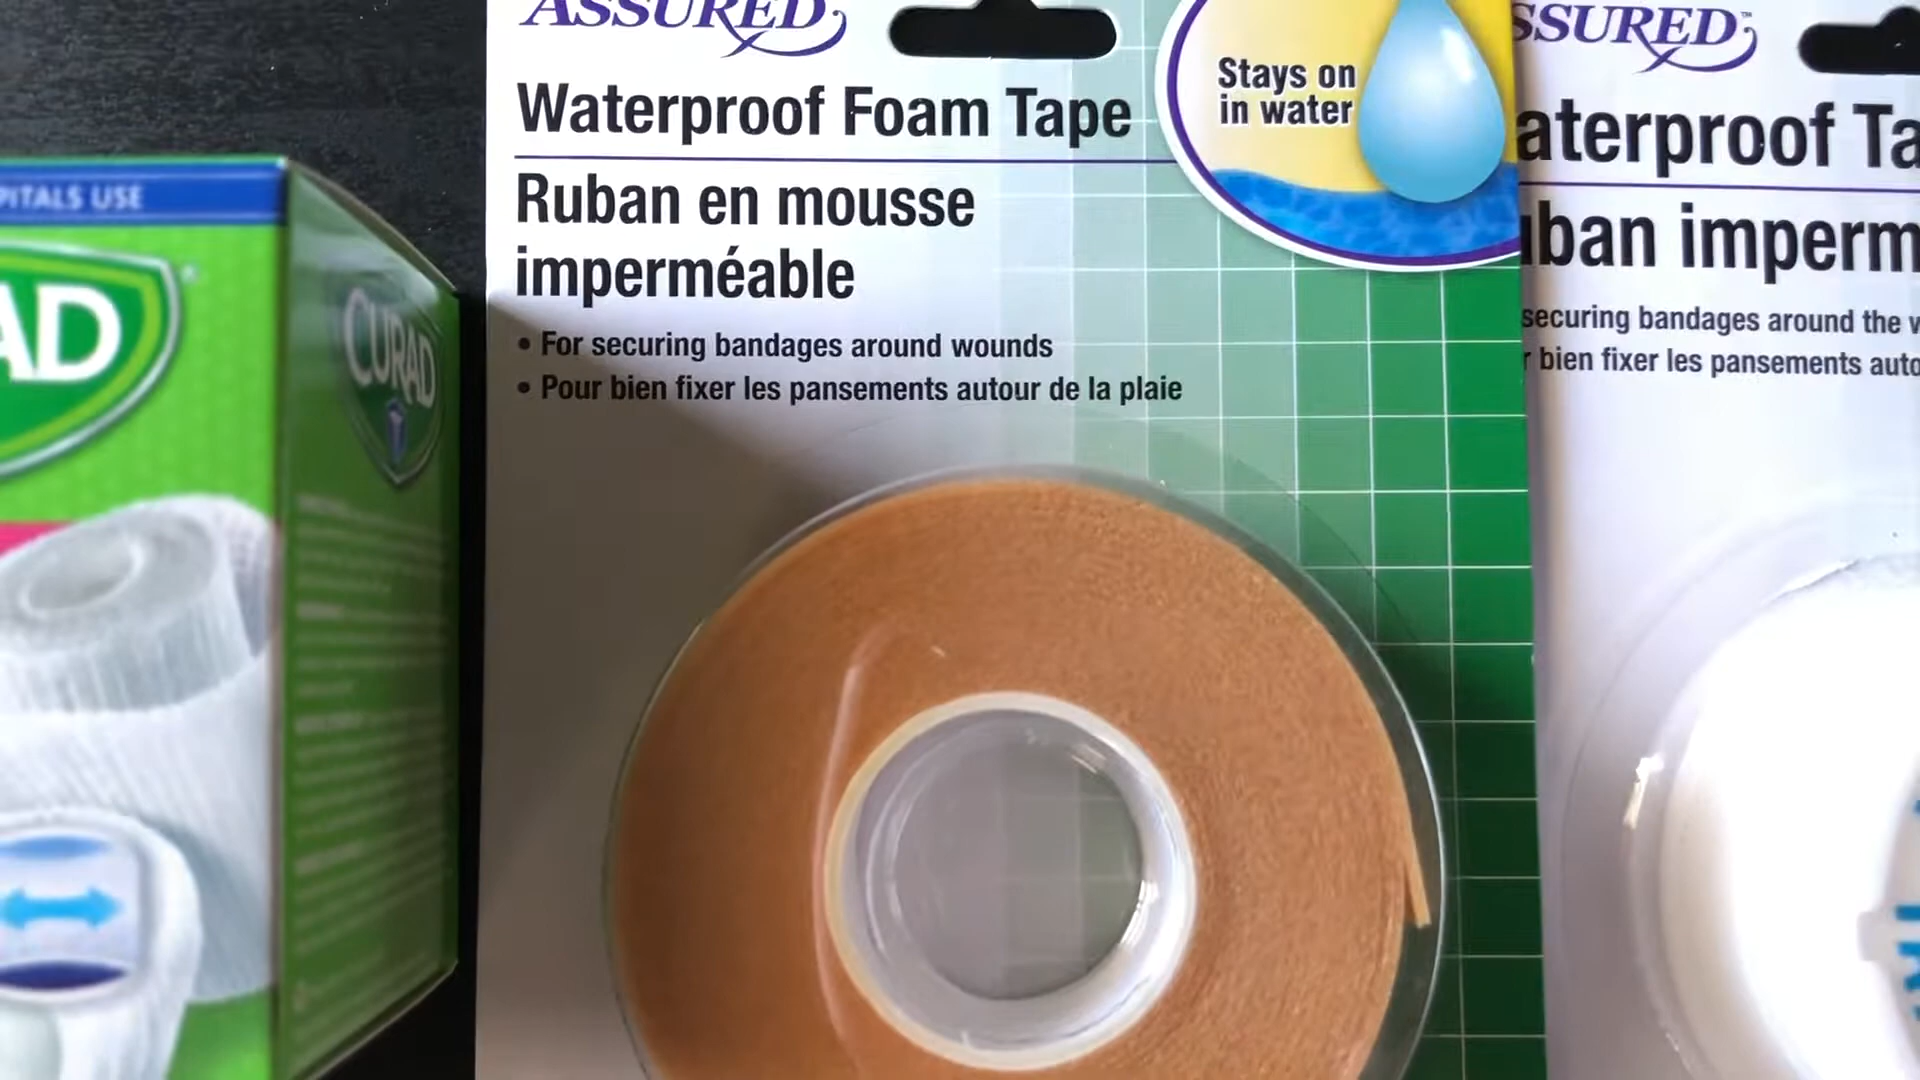 PITALS USE
AD
CURAD
ASSURED
Waterproof Foam Tape
Ruban en mousse
imperméable
• For securing bandages around wounds
• Pour bien fixer les pansements autour de la plaie
Stays on
in water
SSURED™
aterproof Ta
ban imperm
securing bandages around the
r bien fixer les pansements auto